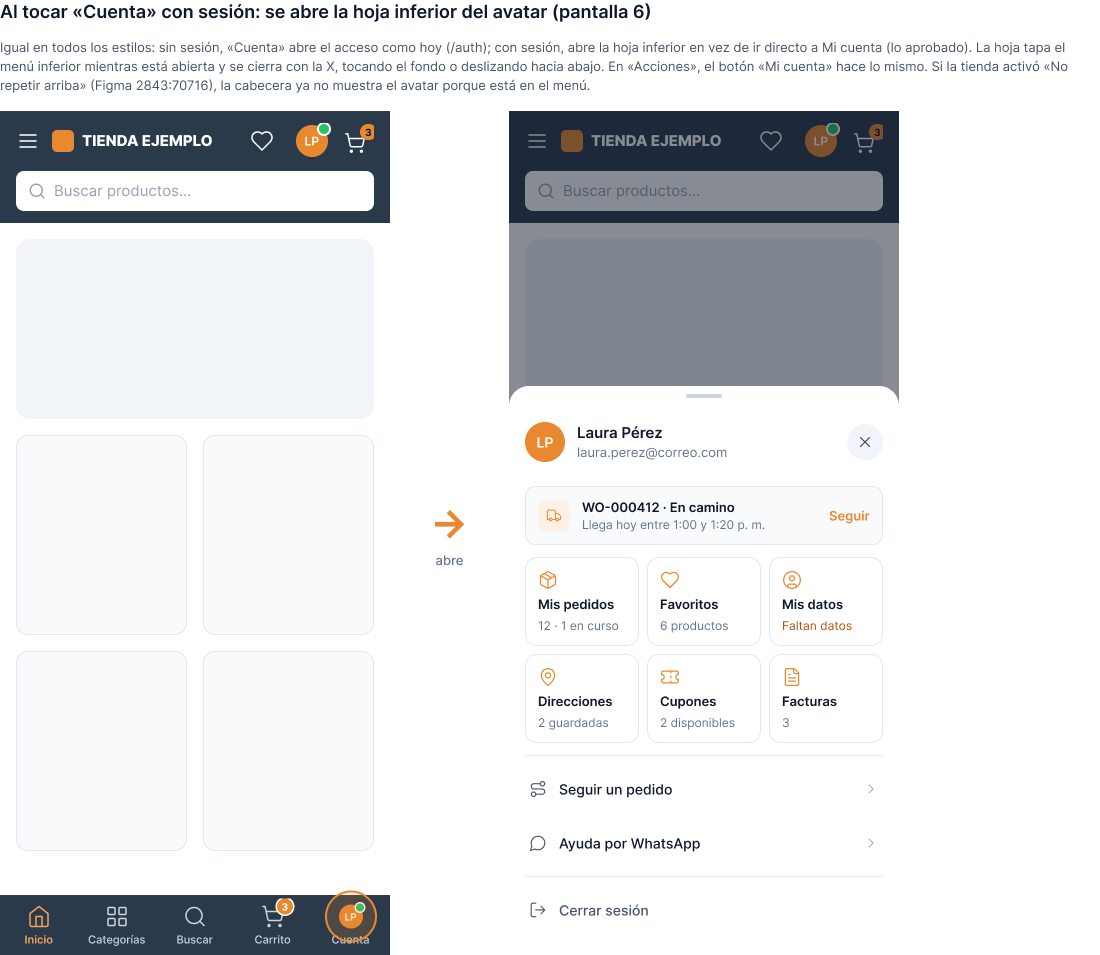 Al tocar «Cuenta» con sesión: se abre la hoja inferior del avatar (pantalla 6)
Igual en todos los estilos: sin sesión, «Cuenta» abre el acceso como hoy (/auth); con sesión, abre la hoja inferior en vez de ir directo a Mi cuenta (lo aprobado). La hoja tapa el
menú inferior mientras está abierta y se cierra con la X, tocando el fondo o deslizando hacia abajo. En «Acciones», el botón «Mi cuenta» hace lo mismo. Si la tienda activó «No
repetir arriba» (Figma 2843:70716), la cabecera ya no muestra el avatar porque está en el menú.
TIENDA EJEMPLO
LP
3
Buscar productos...
Inicio
Categorías
Buscar
3
Carrito
LP
Cuenta
abre
TIENDA EJEMPLO
LP
3
Buscar productos...
LP
Laura Pérez
laura.perez@correo.com
WO-000412 · En camino
Llega hoy entre 1:00 y 1:20 p. m.
Seguir
Mis pedidos
12 · 1 en curso
Favoritos
6 productos
Mis datos
Faltan datos
Direcciones
2 guardadas
Cupones
2 disponibles
Facturas
3
Seguir un pedido
Ayuda por WhatsApp
Cerrar sesión